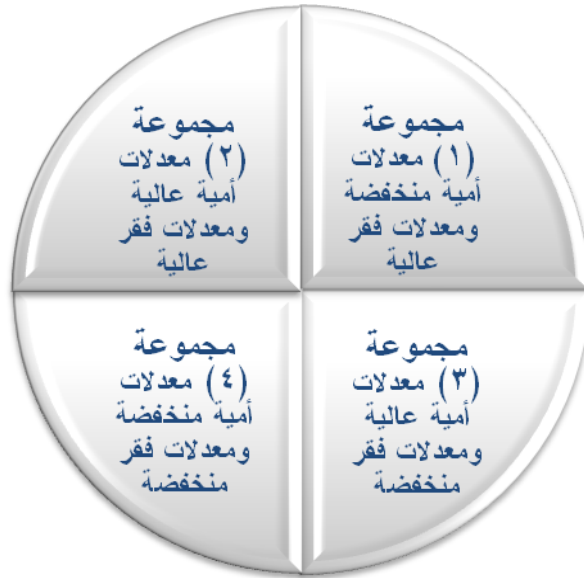 مجموعة
(١) معدلات
أمية منخفضة
ومعدلات فقر
عالية
مجموعة
(٢) معدلات
أمية عالية
ومعدلات فقر
عالية
مجموعة
(٣) معدلات
أمية عالية
ومعدلات فقر
منخفضة
مجموعة
(٤) معدلات
أمية منخفضة
ومعدلات فقر
منخفضة